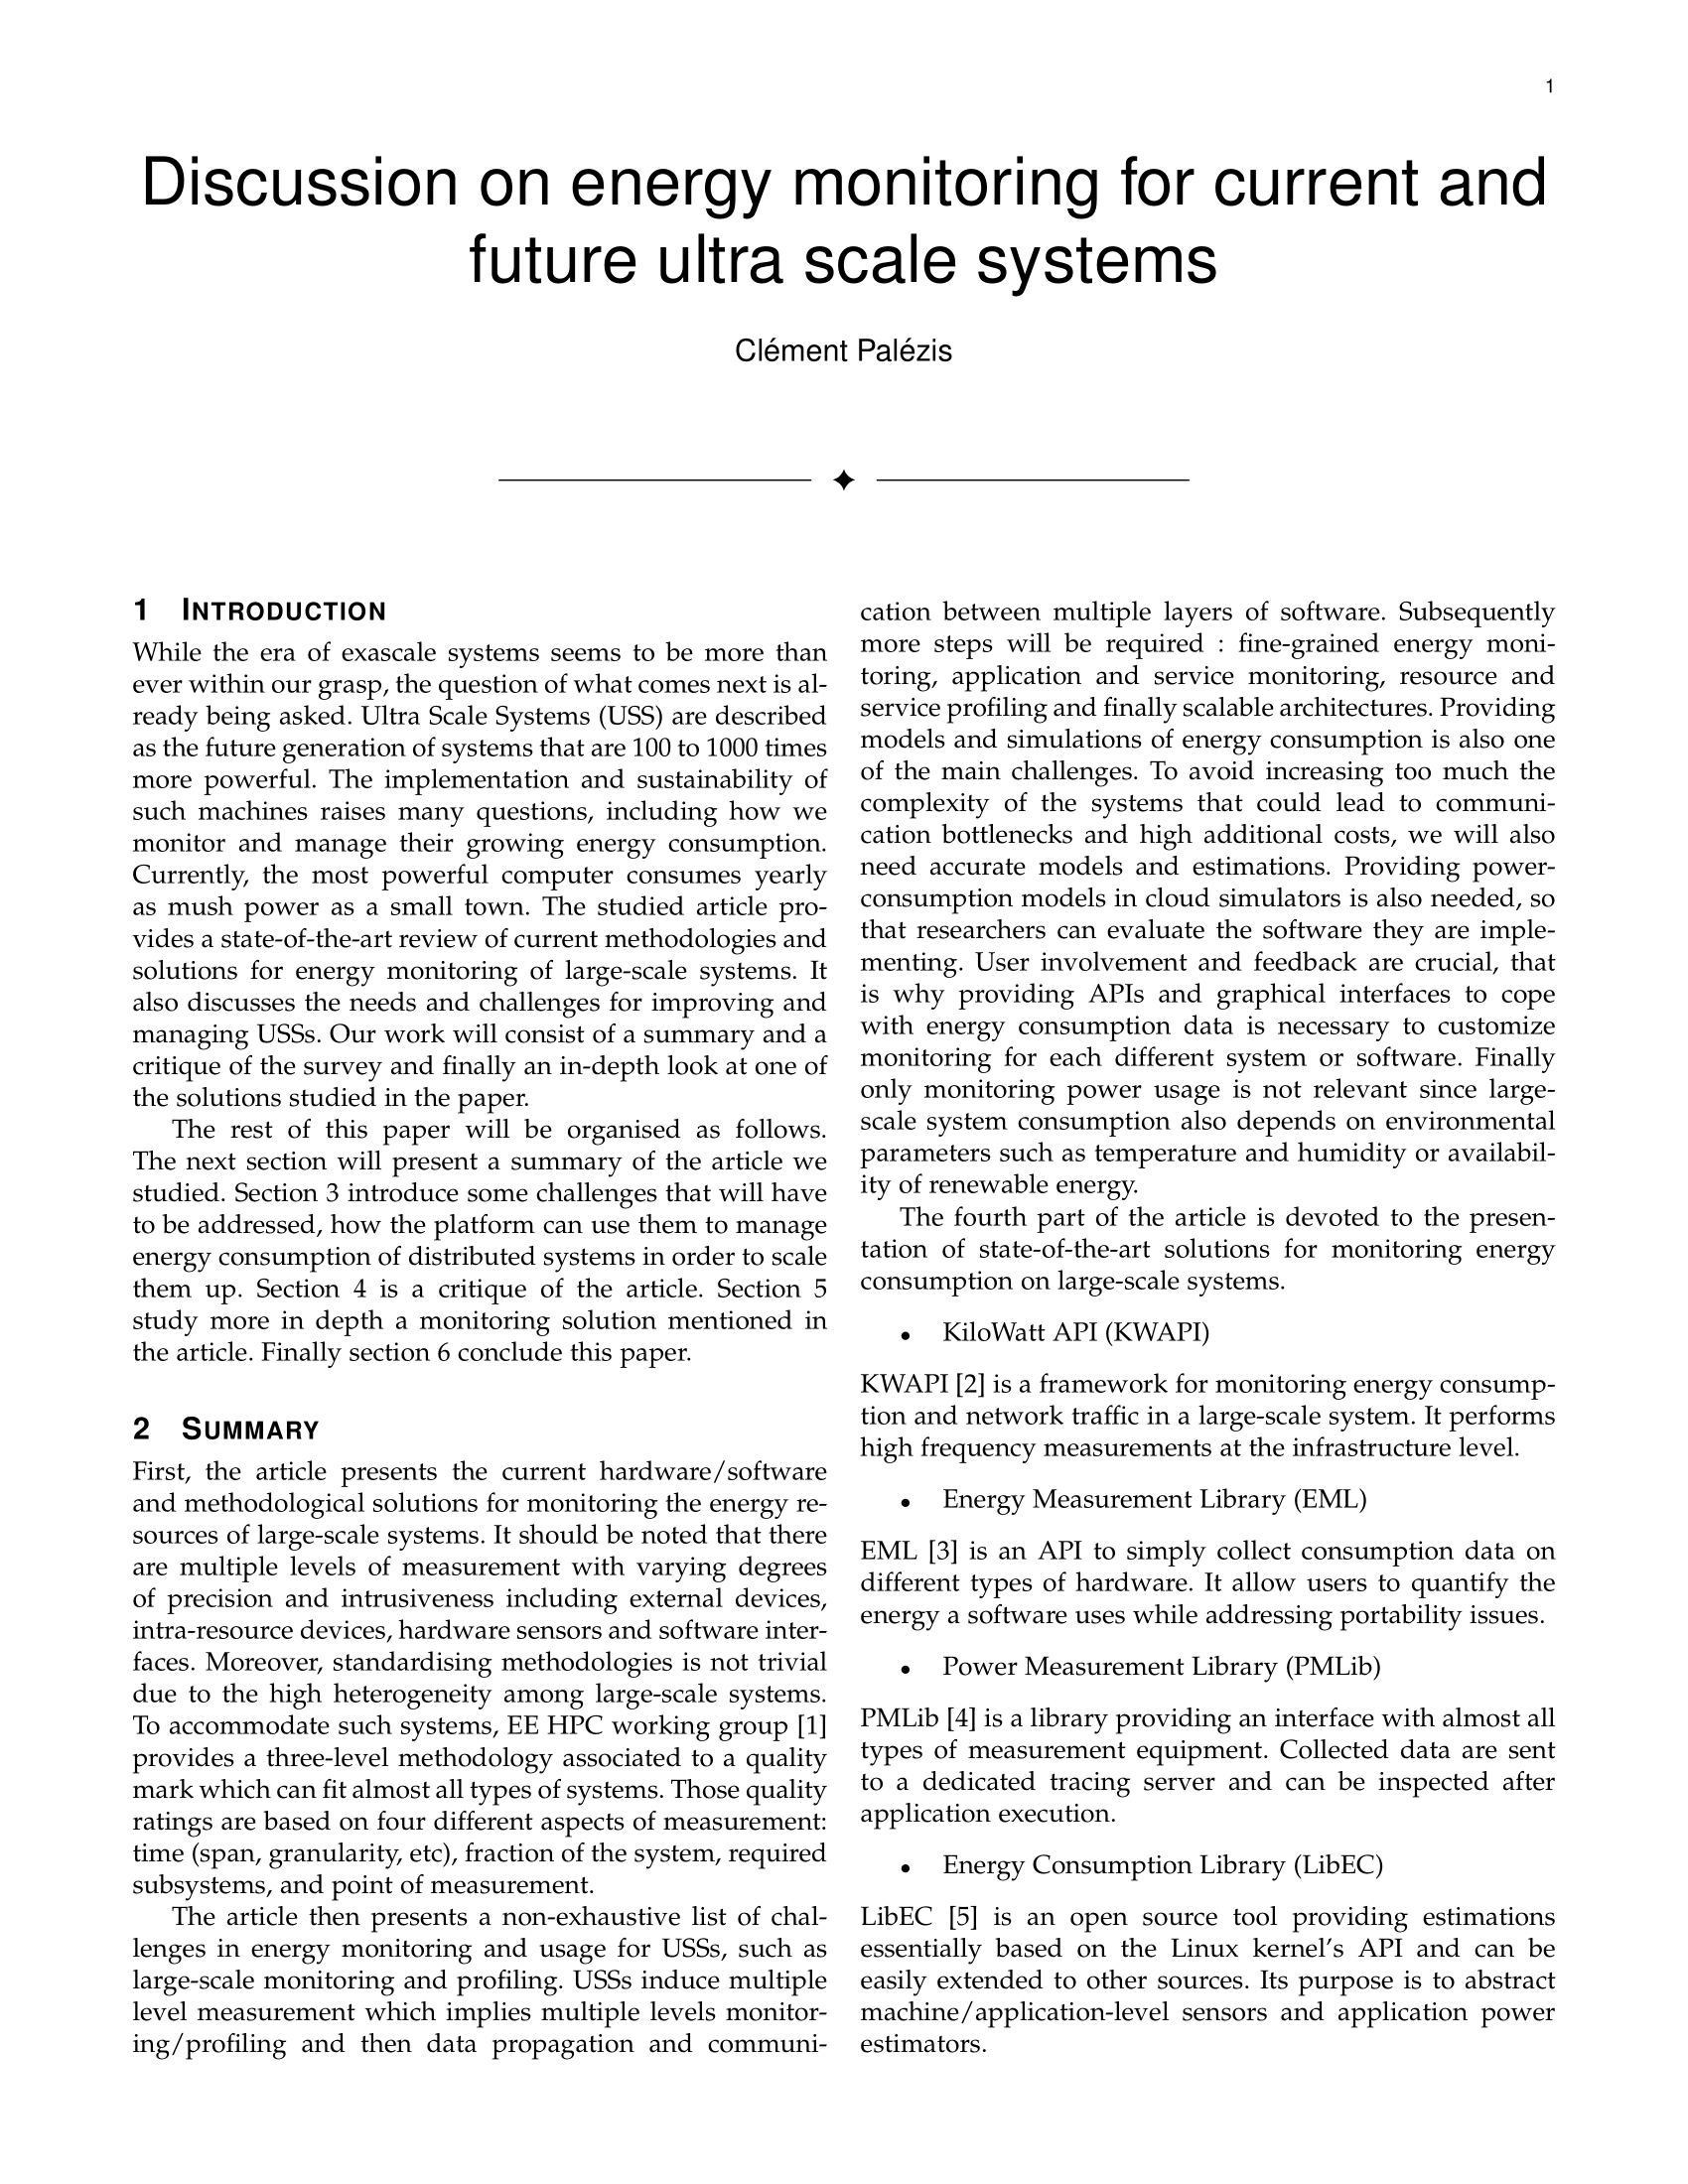 1
Discussion on energy monitoring for current and
future ultra scale systems
Clément Palézis
1 INTRODUCTION
While the era of exascale systems seems to be more than
ever within our grasp, the question of what comes next is al-
ready being asked. Ultra Scale Systems (USS) are described
as the future generation of systems that are 100 to 1000 times
more powerful. The implementation and sustainability of
such machines raises many questions, including how we
monitor and manage their growing energy consumption.
Currently, the most powerful computer consumes yearly
as mush power as a small town. The studied article pro-
vides a state-of-the-art review of current methodologies and
solutions for energy monitoring of large-scale systems. It
also discusses the needs and challenges for improving and
managing USSs. Our work will consist of a summary and a
critique of the survey and finally an in-depth look at one of
the solutions studied in the paper.
The rest of this paper will be organised as follows.
The next section will present a summary of the article we
studied. Section 3 introduce some challenges that will have
to be addressed, how the platform can use them to manage
energy consumption of distributed systems in order to scale
them up. Section 4 is a critique of the article. Section 5
study more in depth a monitoring solution mentioned in
the article. Finally section 6 conclude this paper.
2 SUMMARY
First, the article presents the current hardware/software
and methodological solutions for monitoring the energy re-
sources of large-scale systems. It should be noted that there
are multiple levels of measurement with varying degrees
of precision and intrusiveness including external devices,
intra-resource devices, hardware sensors and software inter-
faces. Moreover, standardising methodologies is not trivial
due to the high heterogeneity among large-scale systems.
To accommodate such systems, EE HPC working group [1]
provides a three-level methodology associated to a quality
mark which can fit almost all types of systems. Those quality
ratings are based on four different aspects of measurement:
time (span, granularity, etc), fraction of the system, required
subsystems, and point of measurement.
The article then presents a non-exhaustive list of chal-
lenges in energy monitoring and usage for USSs, such as
large-scale monitoring and profiling. USSs induce multiple
level measurement which implies multiple levels monitor-
ing/profiling and then data propagation and communi-
cation between multiple layers of software. Subsequently
more steps will be required : fine-grained energy moni-
toring, application and service monitoring, resource and
service profiling and finally scalable architectures. Providing
models and simulations of energy consumption is also one
of the main challenges. To avoid increasing too much the
complexity of the systems that could lead to communi-
cation bottlenecks and high additional costs, we will also
need accurate models and estimations. Providing power-
consumption models in cloud simulators is also needed, so
that researchers can evaluate the software they are imple-
menting. User involvement and feedback are crucial, that
is why providing APIs and graphical interfaces to cope
with energy consumption data is necessary to customize
monitoring for each different system or software. Finally
only monitoring power usage is not relevant since large-
scale system consumption also depends on environmental
parameters such as temperature and humidity or availabil-
ity of renewable energy.
The fourth part of the article is devoted to the presen-
tation of state-of-the-art solutions for monitoring energy
consumption on large-scale systems.
• KiloWatt API (KWAPI)
KWAPI [2] is a framework for monitoring energy consump-
tion and network traffic in a large-scale system. It performs
high frequency measurements at the infrastructure level.
• Energy Measurement Library (EML)
EML [3] is an API to simply collect consumption data on
different types of hardware. It allow users to quantify the
energy a software uses while addressing portability issues.
• Power Measurement Library (PMLib)
PMLib [4] is a library providing an interface with almost all
types of measurement equipment. Collected data are sent
to a dedicated tracing server and can be inspected after
application execution.
• Energy Consumption Library (LibEC)
LibEC [5] is an open source tool providing estimations
essentially based on the Linux kernel's API and can be
easily extended to other sources. Its purpose is to abstract
machine/application-level sensors and application power
estimators.